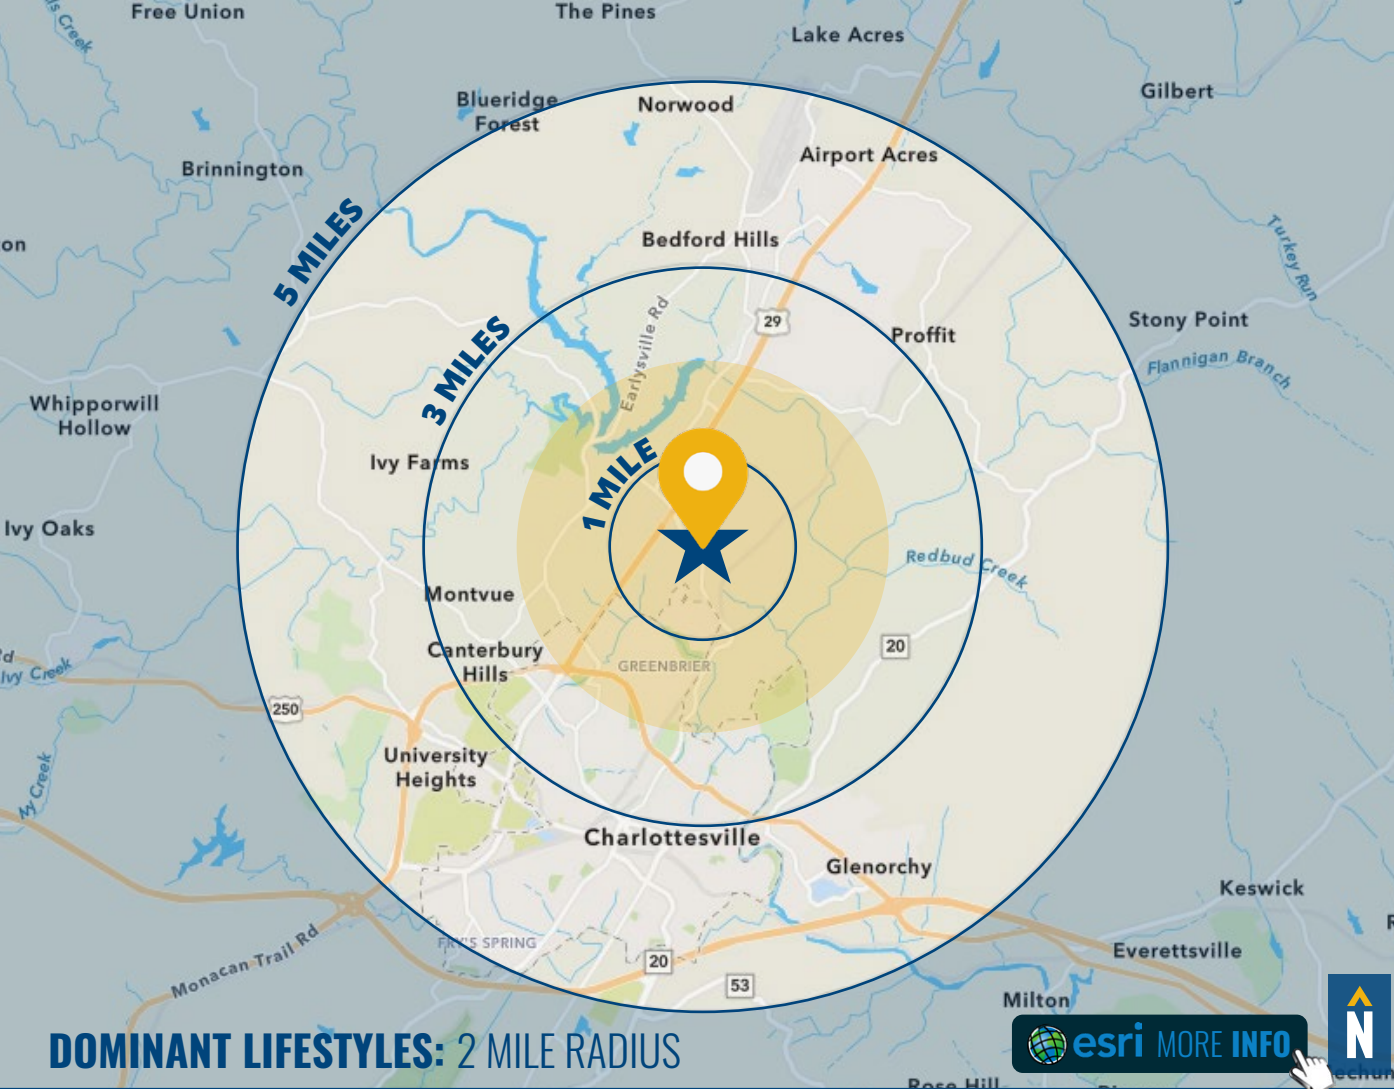 Free Union
The Pines
Lake Acres
Gilbert
Blueridge
Forest
Norwood
Airport Acres
Brinnington
5 MILES
Bedford Hills
Turkey Run
on
3 MILES
Earlysville Rd
29
Proffit
Stony Point
Flannigan Branch
Whipporwill
Hollow
Ivy Farms
1 MILE
Ivy Oaks
Redbud Creek
Montvue
Canterbury
Hills
GREENBRIER
20
Ivy Creek
250
University
Heights
Ivy Creek
Charlottesville
Glenorchy
Keswick
FRY'S SPRING
Monacan Trail Rd
20
53
Everettsville
Milton
N
DOMINANT LIFESTYLES: 2 MILE RADIUS
esri MORE INFO
Rose Hill